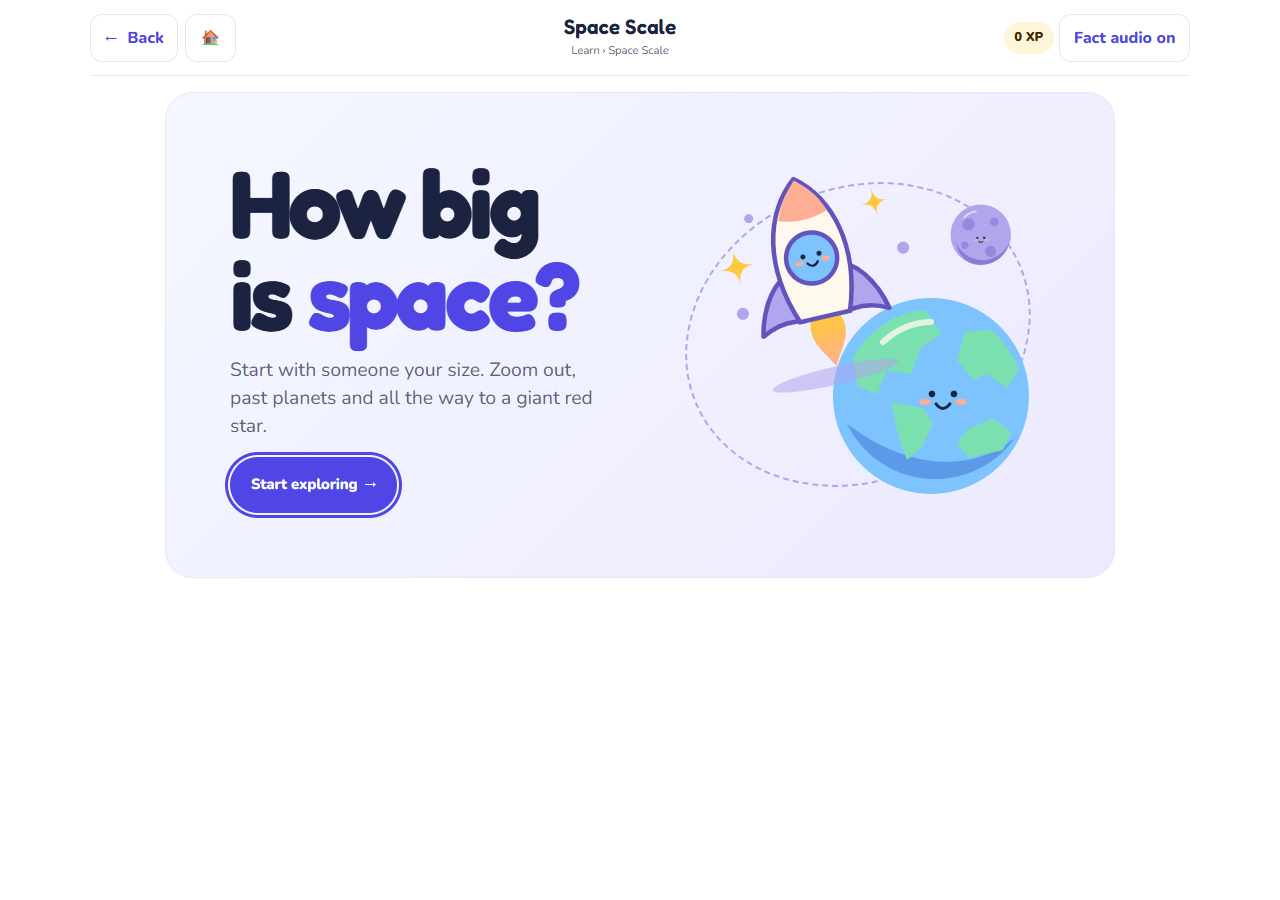 ← Back
🏠
Space Scale
Learn › Space Scale
0 XP
Fact audio on
How big
is space?
Start with someone your size. Zoom out,
past planets and all the way to a giant red
star.
Start exploring →